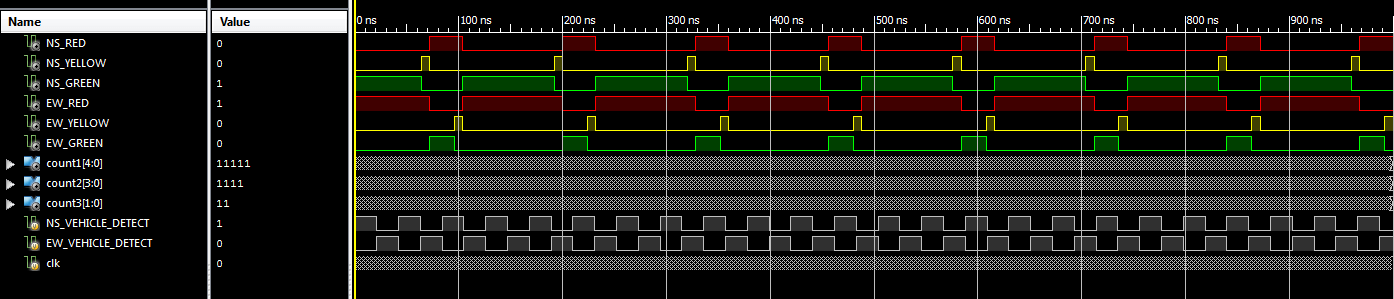 Name Value 0 ns 100 ns 200 ns 300 ns 400 ns 500 ns 600 ns 700 ns 800 ns 900 ns
NS_RED 0
NS_YELLOW 0
NS_GREEN 1
EW_RED 1
EW_YELLOW 0
EW_GREEN 0
count1[4:0] 11111
count2[3:0] 1111
count3[1:0] 11
NS_VEHICLE_DETECT 1
EW_VEHICLE_DETECT 0
clk 0